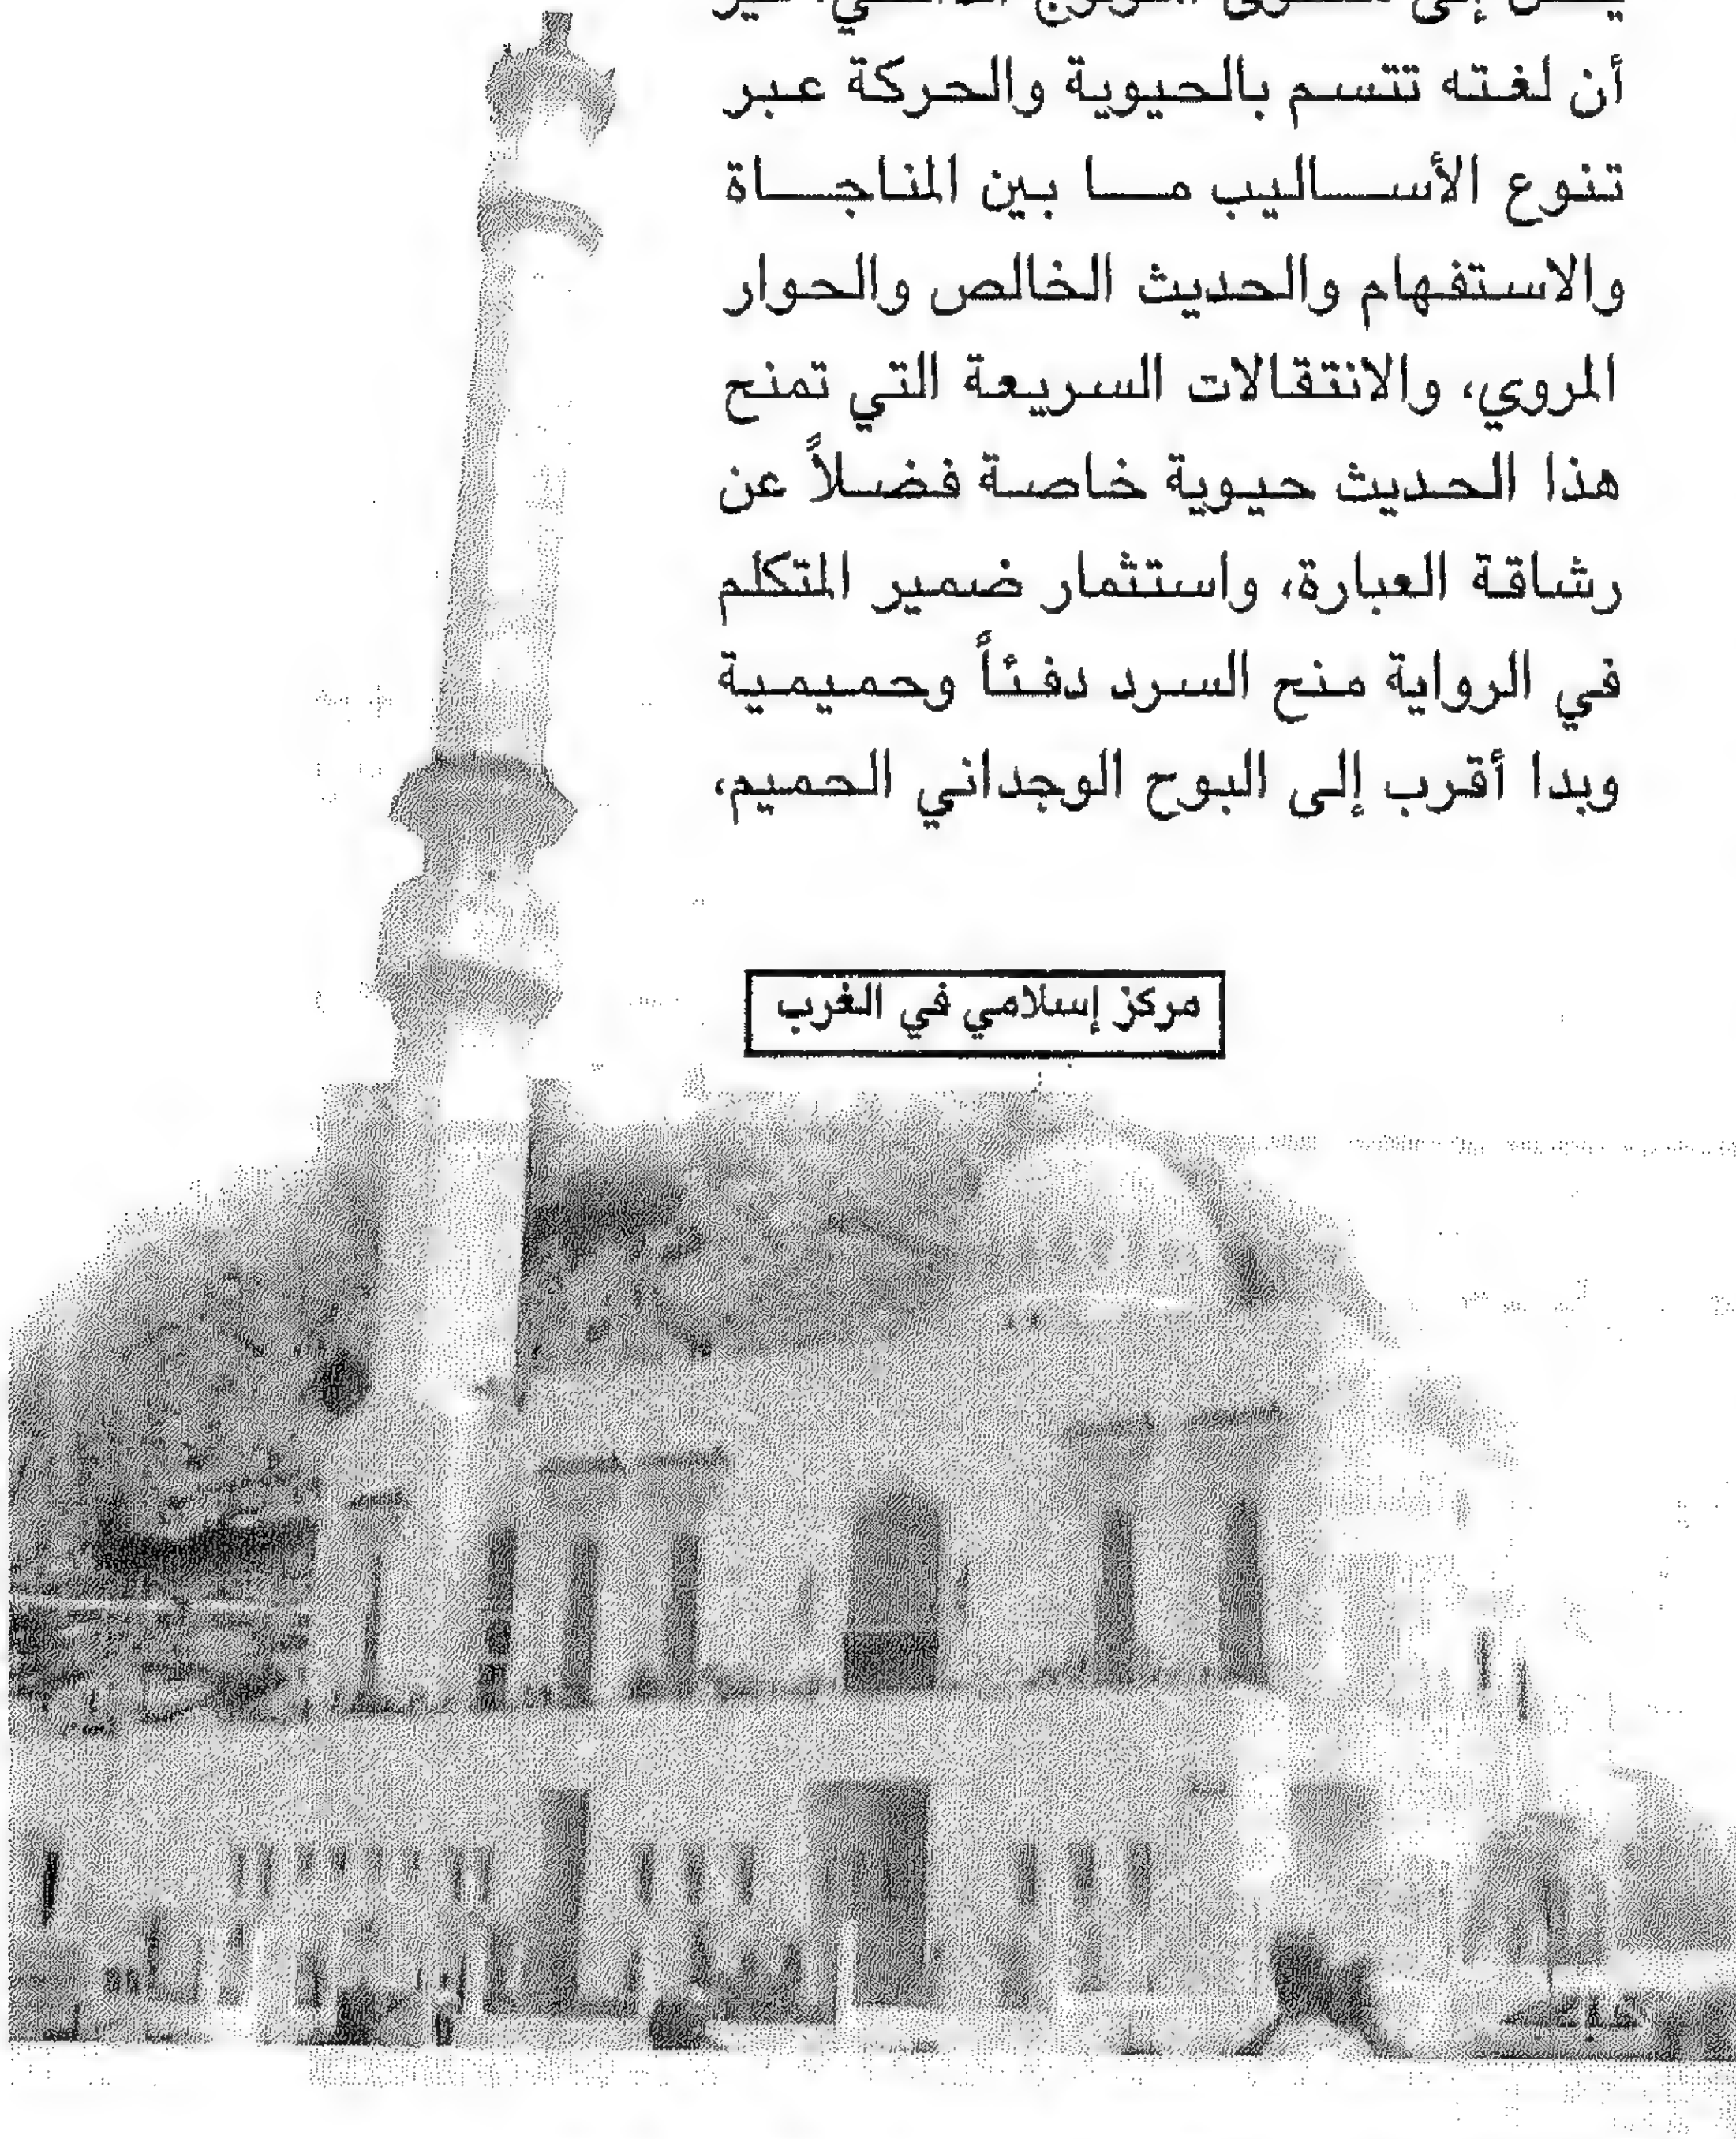 أن لغته تتسم بالحيوية والحركة عبر
تنوع الأساليب ما بين المناجاة
والاستفهام والحديث الخالص والحوار
المروي، والانتقالات السريعة التي تمنح
هذا الحديث حيوية خاصة فضلاً عن
رشاقة العبارة، واستثمار ضمير المتكلم
في الرواية منح السرد دفئاً وحميمية
وبدا أقرب إلى البوح الوجداني الحميم،
مركز إسلامي في الغرب